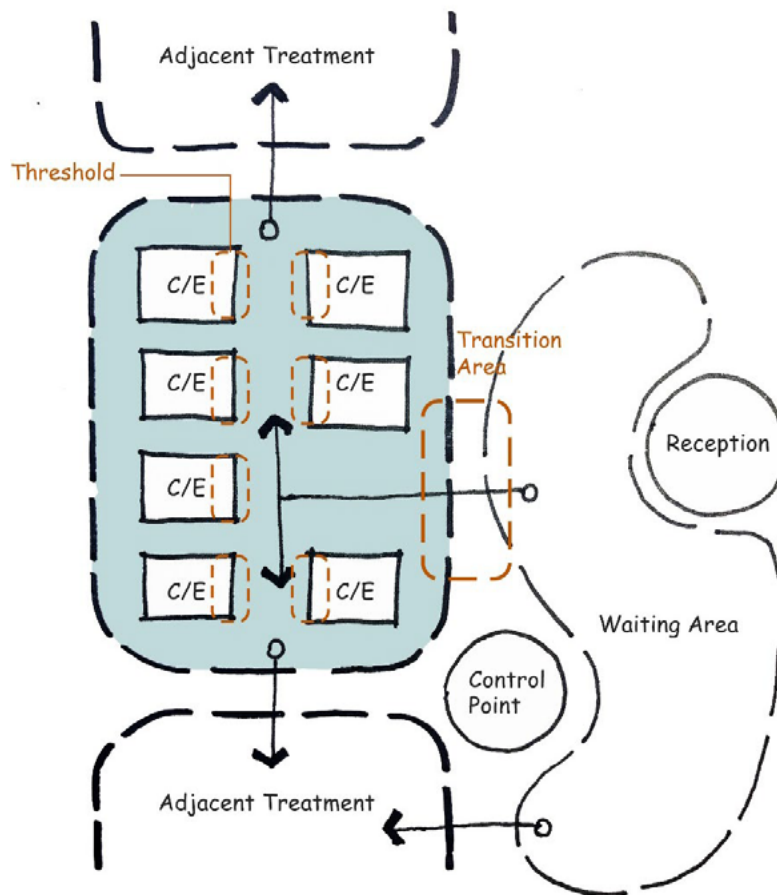 Adjacent Treatment
Threshold
C/E
C/E
Transition
Area
C/E
C/E
Reception
C/E
C/E
C/E
Waiting Area
Control
Point
Adjacent Treatment